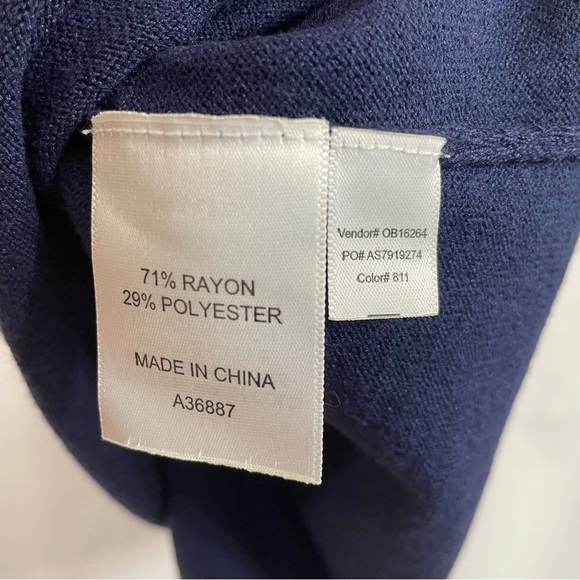 71% RAYON
29% POLYESTER
MADE IN CHINA
A36887
Vendor# OB16264
PO# AS7919274
Color# 811